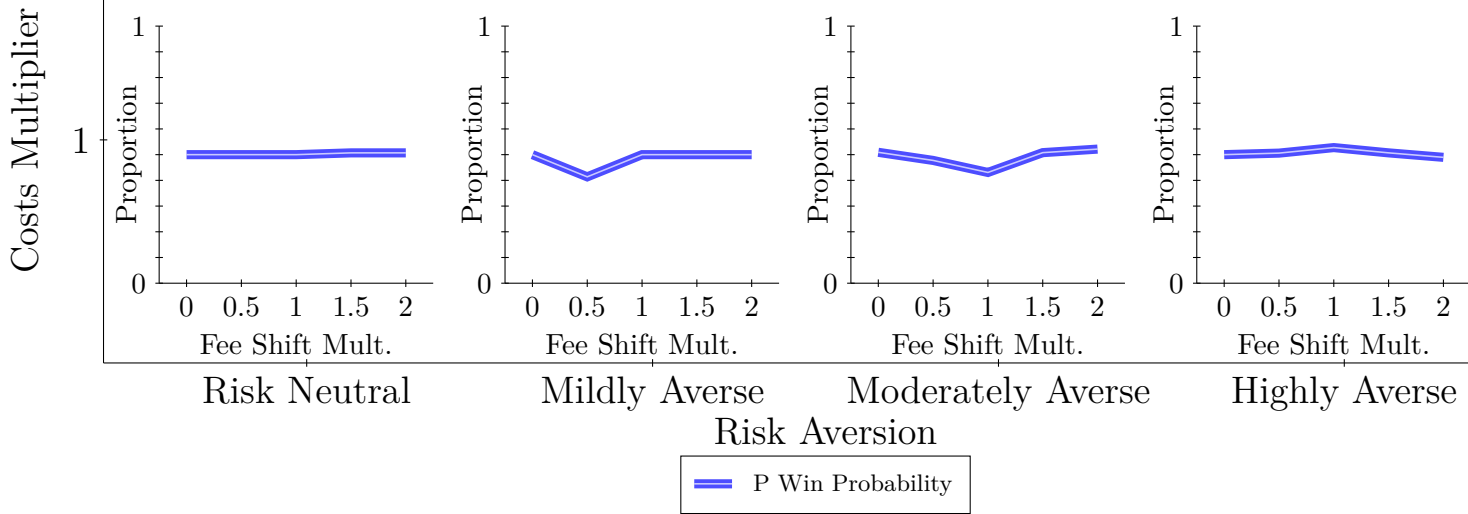 Costs Multiplier
1
1
Proportion
0
0 0.5 1 1.5 2
Fee Shift Mult.
1
Proportion
0
0 0.5 1 1.5 2
Fee Shift Mult.
1
Proportion
0
0 0.5 1 1.5 2
Fee Shift Mult.
1
Proportion
0
0 0.5 1 1.5 2
Fee Shift Mult.
Risk Neutral Mildly Averse Moderately Averse Highly Averse
Risk Aversion
P Win Probability